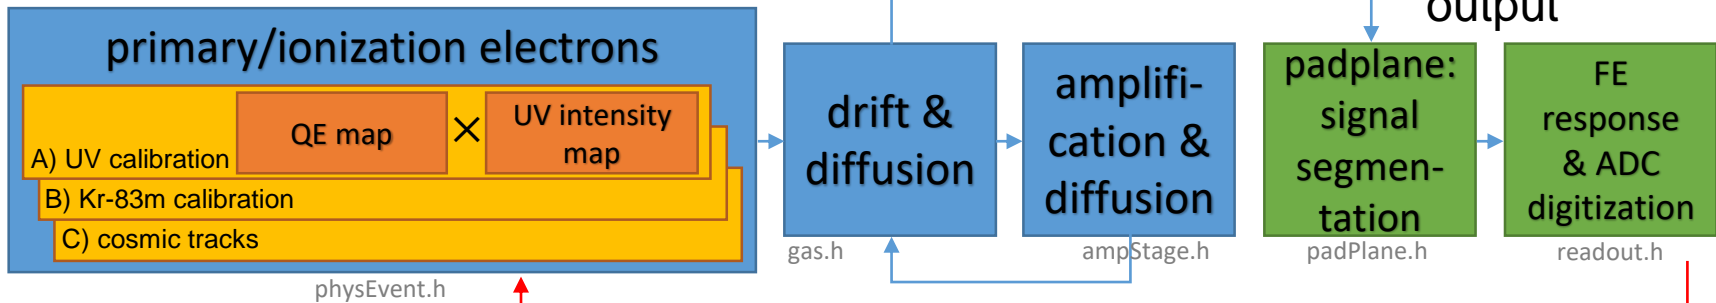 output
primary/ionization electrons
QE map
×
UV intensity
map
A) UV calibration
B) Kr-83m calibration
C) cosmic tracks
physEvent.h
drift &
diffusion
gas.h
amplifi-
cation &
diffusion
ampStage.h
padplane:
signal
segmen-
tation
padPlane.h
FE
response
& ADC
digitization
readout.h